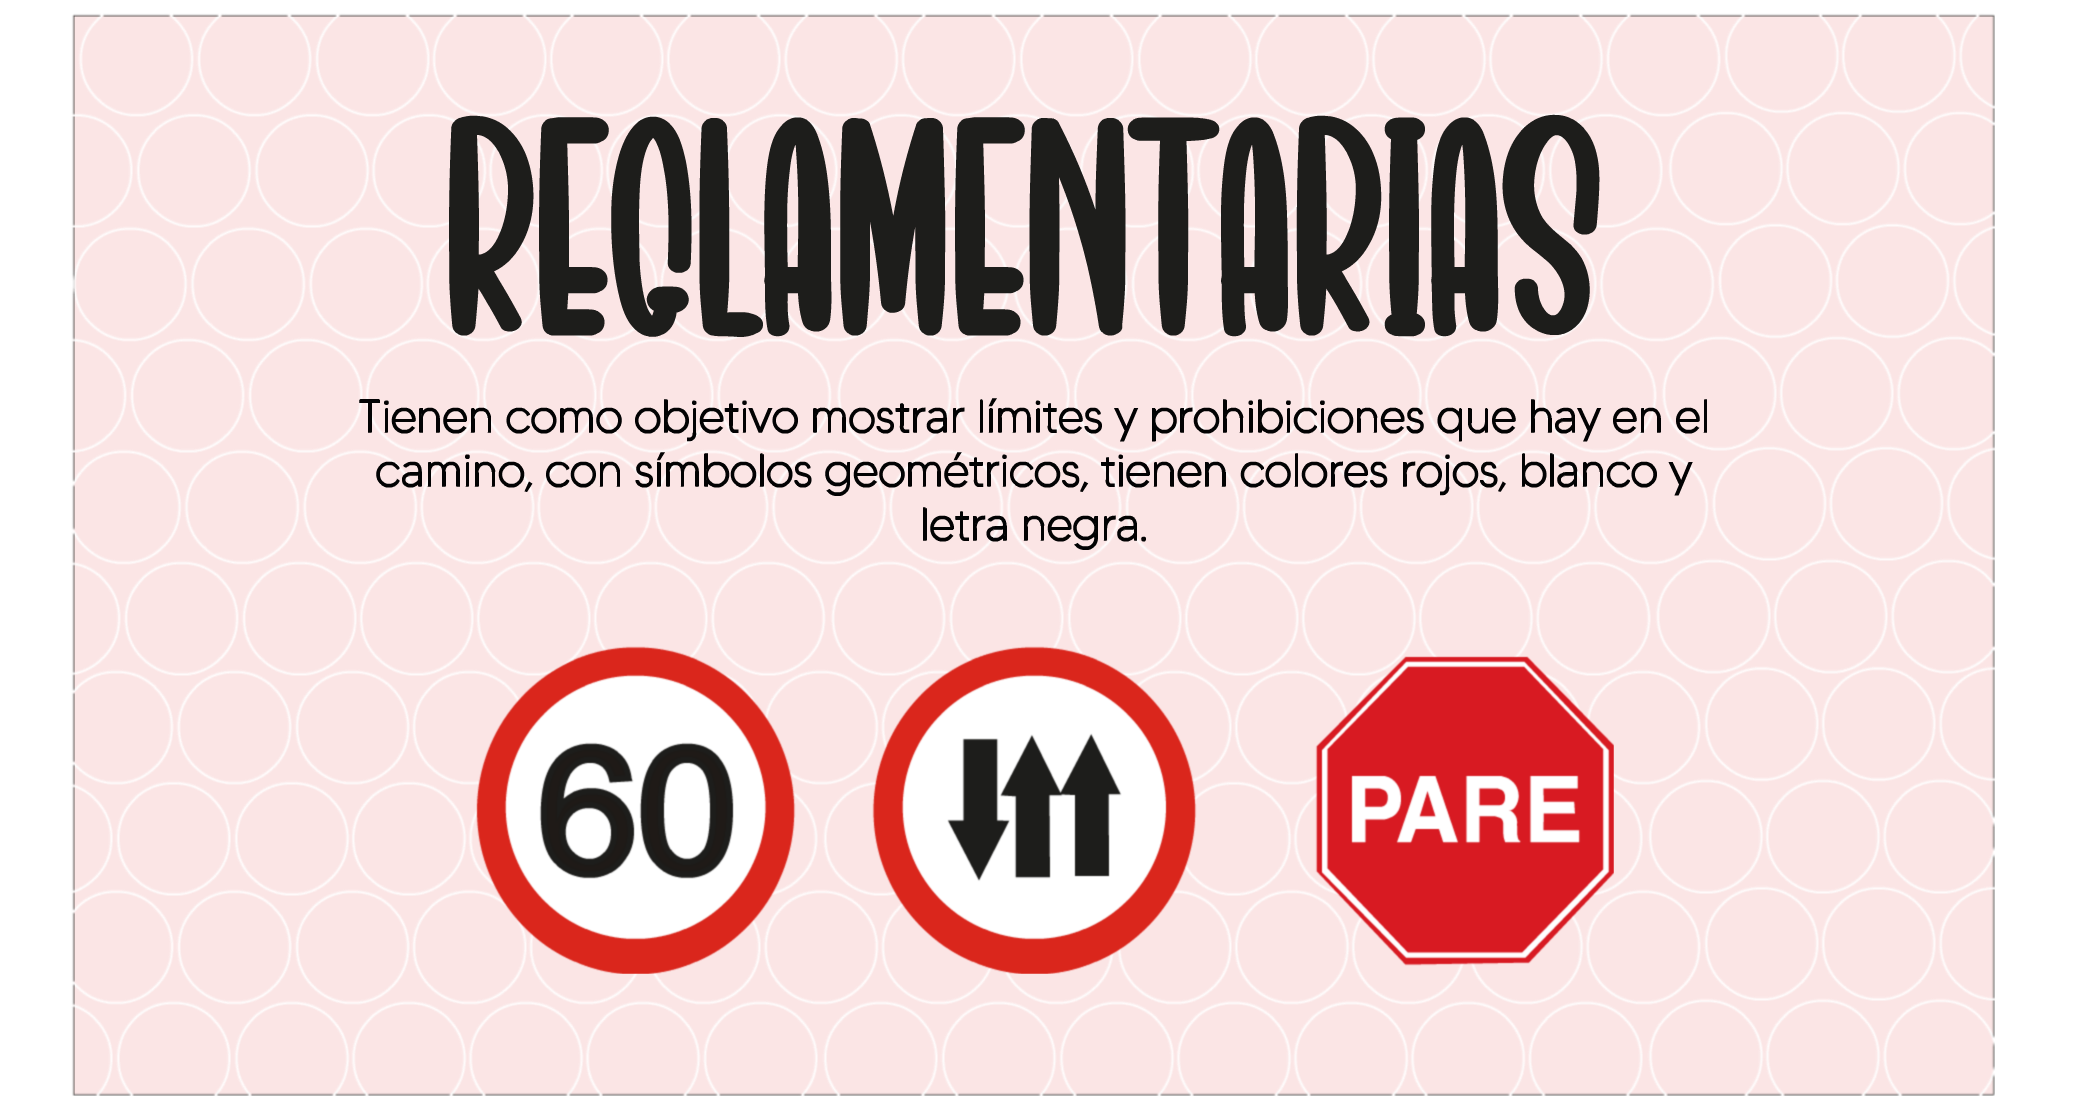 REGLAMENTARIAS
Tienen como objetivo mostrar límites y prohibiciones que hay en el
camino, con símbolos geométricos, tienen colores rojos, blanco y
letra negra.
60
PARE